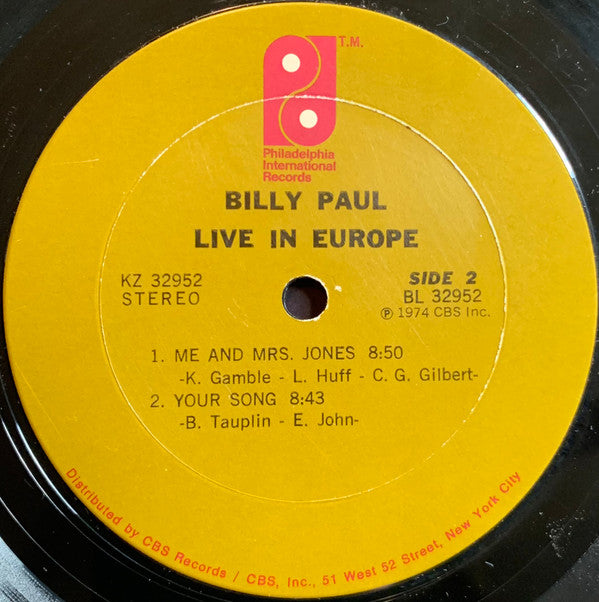 T.M.
Philadelphia
International
Records
BILLY PAUL
LIVE IN EUROPE
KZ 32952
STEREO
SIDE 2
BL 32952
Ⓟ 1974 CBS Inc.
1. ME AND MRS. JONES 8:50
-K. Gamble - L. Huff - C. G. Gilbert-
2. YOUR SONG 8:43
-B. Tauplin - E. John-
Distributed by CBS Records / CBS, Inc., 51 West 52 Street, New York City